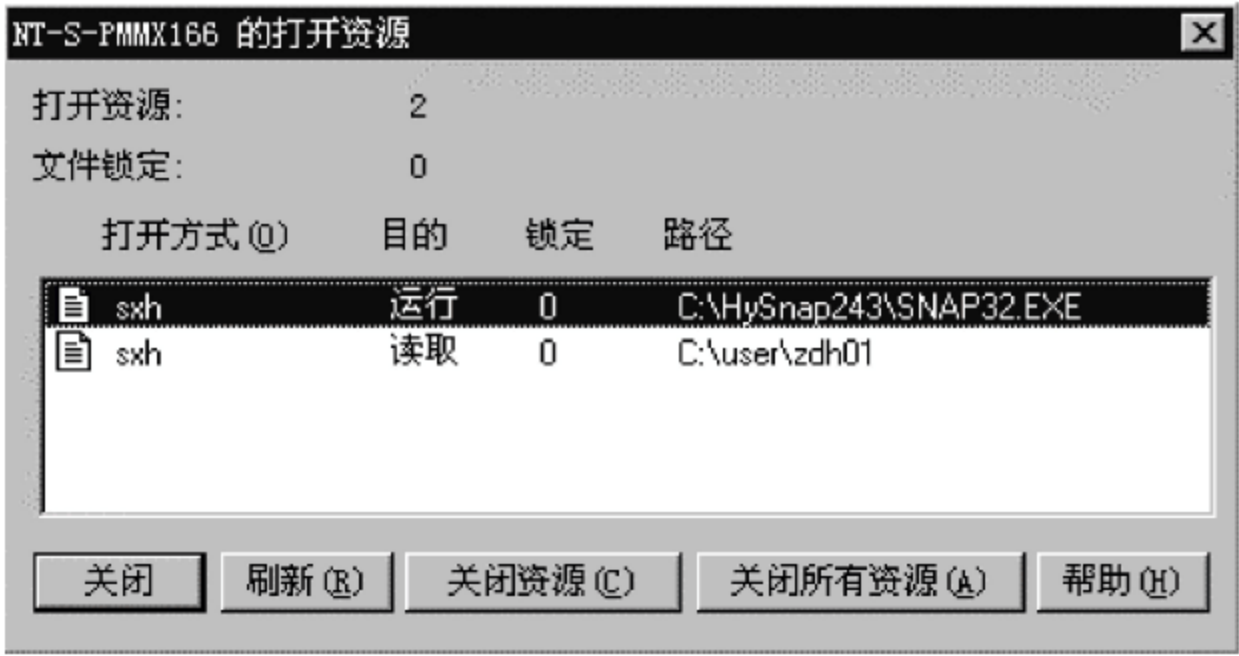 NT-S-PMMX166 的打开资源
打开资源: 2
文件锁定: 0
打开方式(O) 目的 锁定 路径
sxh 运行 0 C:\HySnap243\SNAP32.EXE
sxh 读取 0 C:\user\zdh01
关闭 刷新(R) 关闭资源(C) 关闭所有资源(A) 帮助(H)